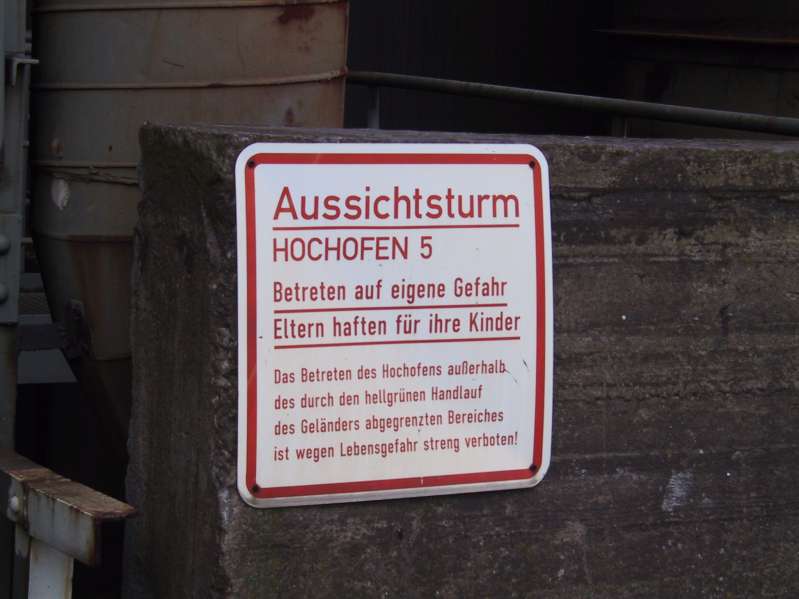 Aussichtsturm
HOCHOFEN 5
Betreten auf eigene Gefahr
Eltern haften für ihre Kinder
Das Betreten des Hochofens außerhalb
des durch den hellgrünen Handlauf
des Geländers abgegrenzten Bereiches
ist wegen Lebensgefahr streng verboten!